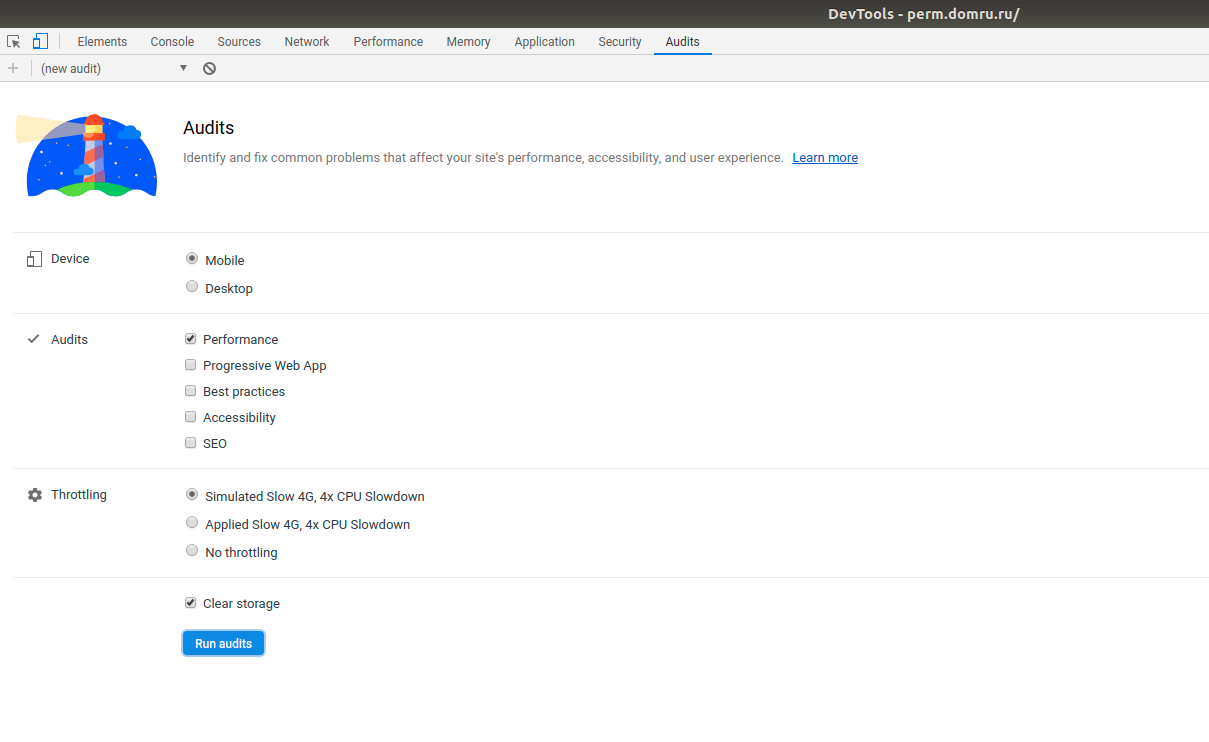 DevTools - perm.domru.ru/
Elements Console Sources Network Performance Memory Application Security Audits
(new audit)
Audits
Identify and fix common problems that affect your site's performance, accessibility, and user experience. Learn more
Device
Mobile
Desktop
Audits
Performance
Progressive Web App
Best practices
Accessibility
SEO
Throttling
Simulated Slow 4G, 4x CPU Slowdown
Applied Slow 4G, 4x CPU Slowdown
No throttling
Clear storage
Run audits